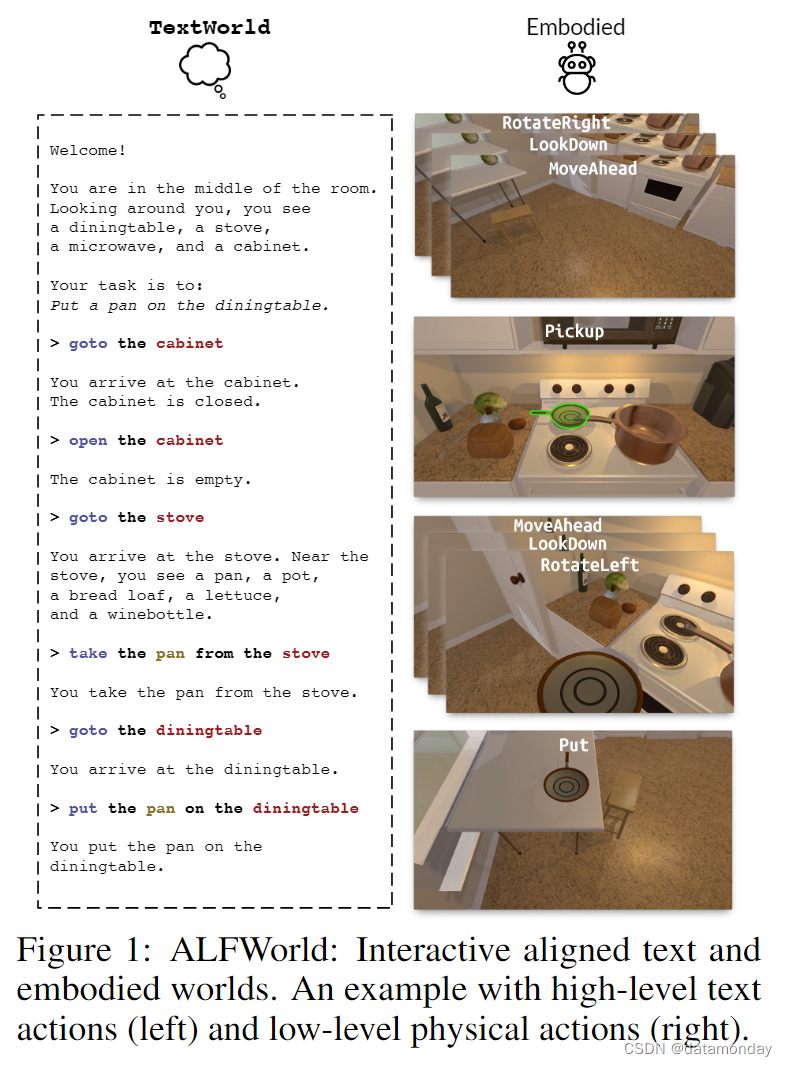 TextWorld
Embodied
Welcome!
You are in the middle of the room.
Looking around you, you see
a diningtable, a stove,
a microwave, and a cabinet.
Your task is to:
Put a pan on the diningtable.
> goto the cabinet
You arrive at the cabinet.
The cabinet is closed.
> open the cabinet
The cabinet is empty.
> goto the stove
You arrive at the stove. Near the
stove, you see a pan, a pot,
a bread loaf, a lettuce,
and a winebottle.
> take the pan from the stove
You take the pan from the stove.
> goto the diningtable
You arrive at the diningtable.
> put the pan on the diningtable
You put the pan on the
diningtable.
RotateRight
LookDown
MoveAhead
Pickup
MoveAhead
LookDown
RotateLeft
Put
Figure 1: ALFWorld: Interactive aligned text and
embodied worlds. An example with high-level text
actions (left) and low-level physical actions (right).
CSDN @datamonday